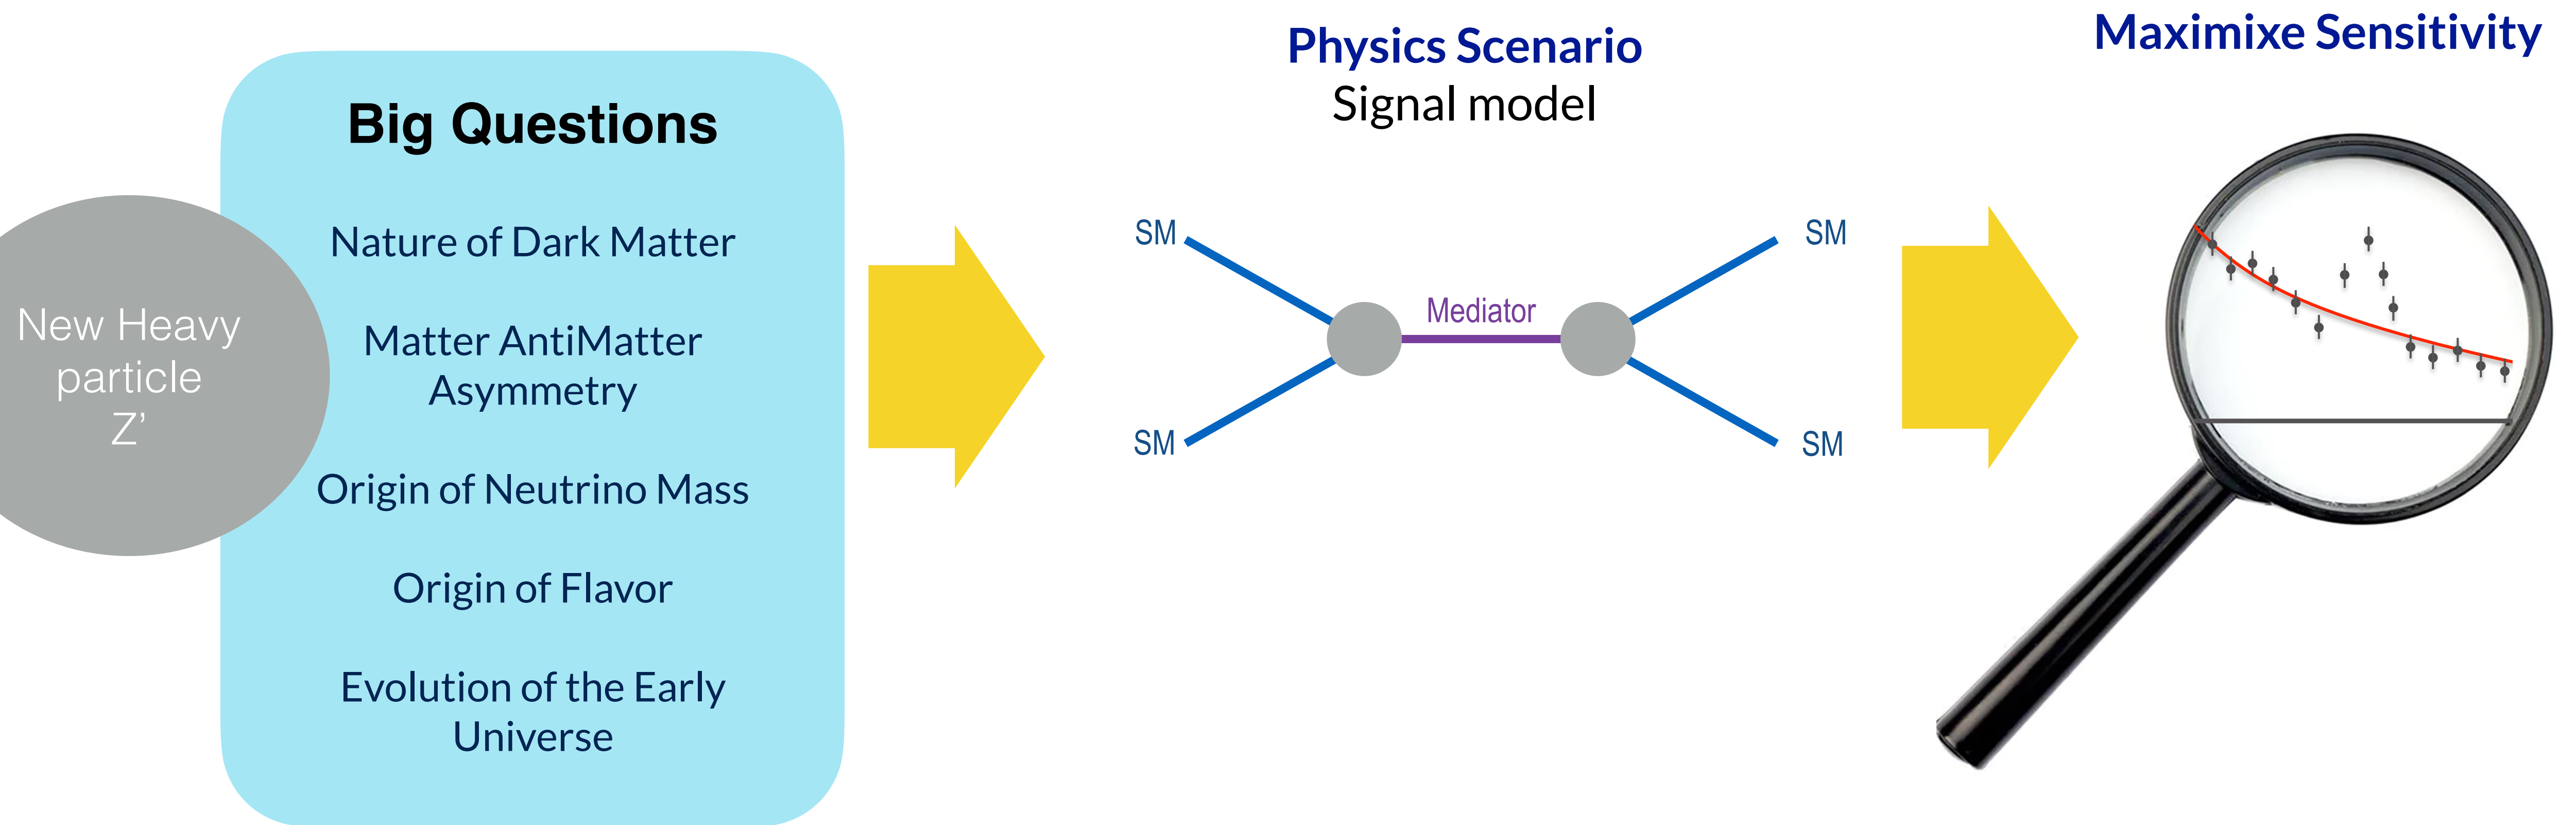 New Heavy
particle
Z’
Big Questions
Nature of Dark Matter
Matter AntiMatter
Asymmetry
Origin of Neutrino Mass
Origin of Flavor
Evolution of the Early
Universe
Physics Scenario
Signal model
SM
SM
Mediator
SM
SM
Maximixe Sensitivity